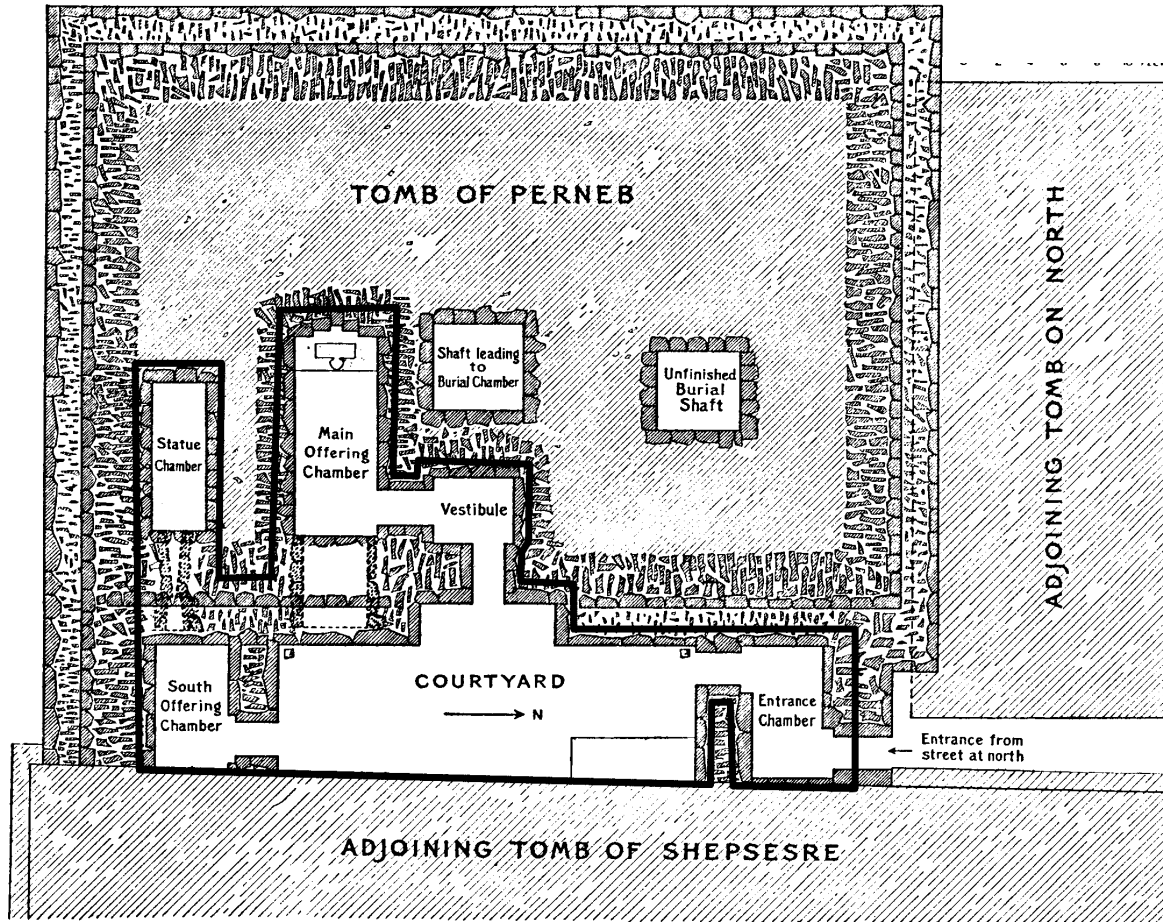 TOMB OF PERNEB
ADJOINING TOMB ON NORTH
Shaft leading
to
Burial Chamber
Unfinished
Burial
Shaft
Statue
Chamber
Main
Offering
Chamber
Vestibule
South
Offering
Chamber
COURTYARD
N
Entrance
Chamber
Entrance from
street at north
ADJOINING TOMB OF SHEPSESRE